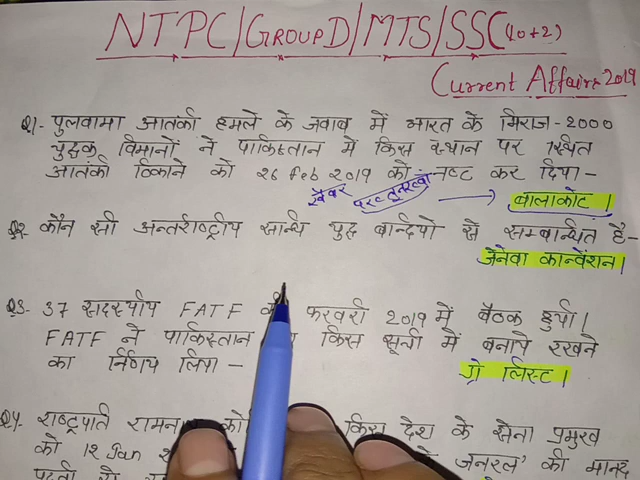 NTPC/GROUP D/MTS/SSC(10+2)
Current Affairs 2019
Q1- पुलवामा आतंकी हमले के जवाब में भारत के मिराज-2000
युद्धक विमानों ने पाकिस्तान में किस स्थान पर स्थित
आतंकी ठिकाने को 26 Feb 2019 को नष्ट कर दिया-
खैबर
बालाकोट।
Q2- कौन सी अन्तर्राष्ट्रीय सन्धि युद्ध बन्दियो से सम्बन्धित है-
जेनेवा कान्वेंशन।
Q3- 37 सदस्यीय FATF की फरवरी 2019 में बैठक हुयी।
FATF ने पाकिस्तान किस सूची में बनाये रखने
का निर्णय लिया -
ग्रे लिस्ट।
Q4- राष्ट्रपति रामन को किस देश के सेना प्रमुख
को 12 Jan जनरल' की मानद